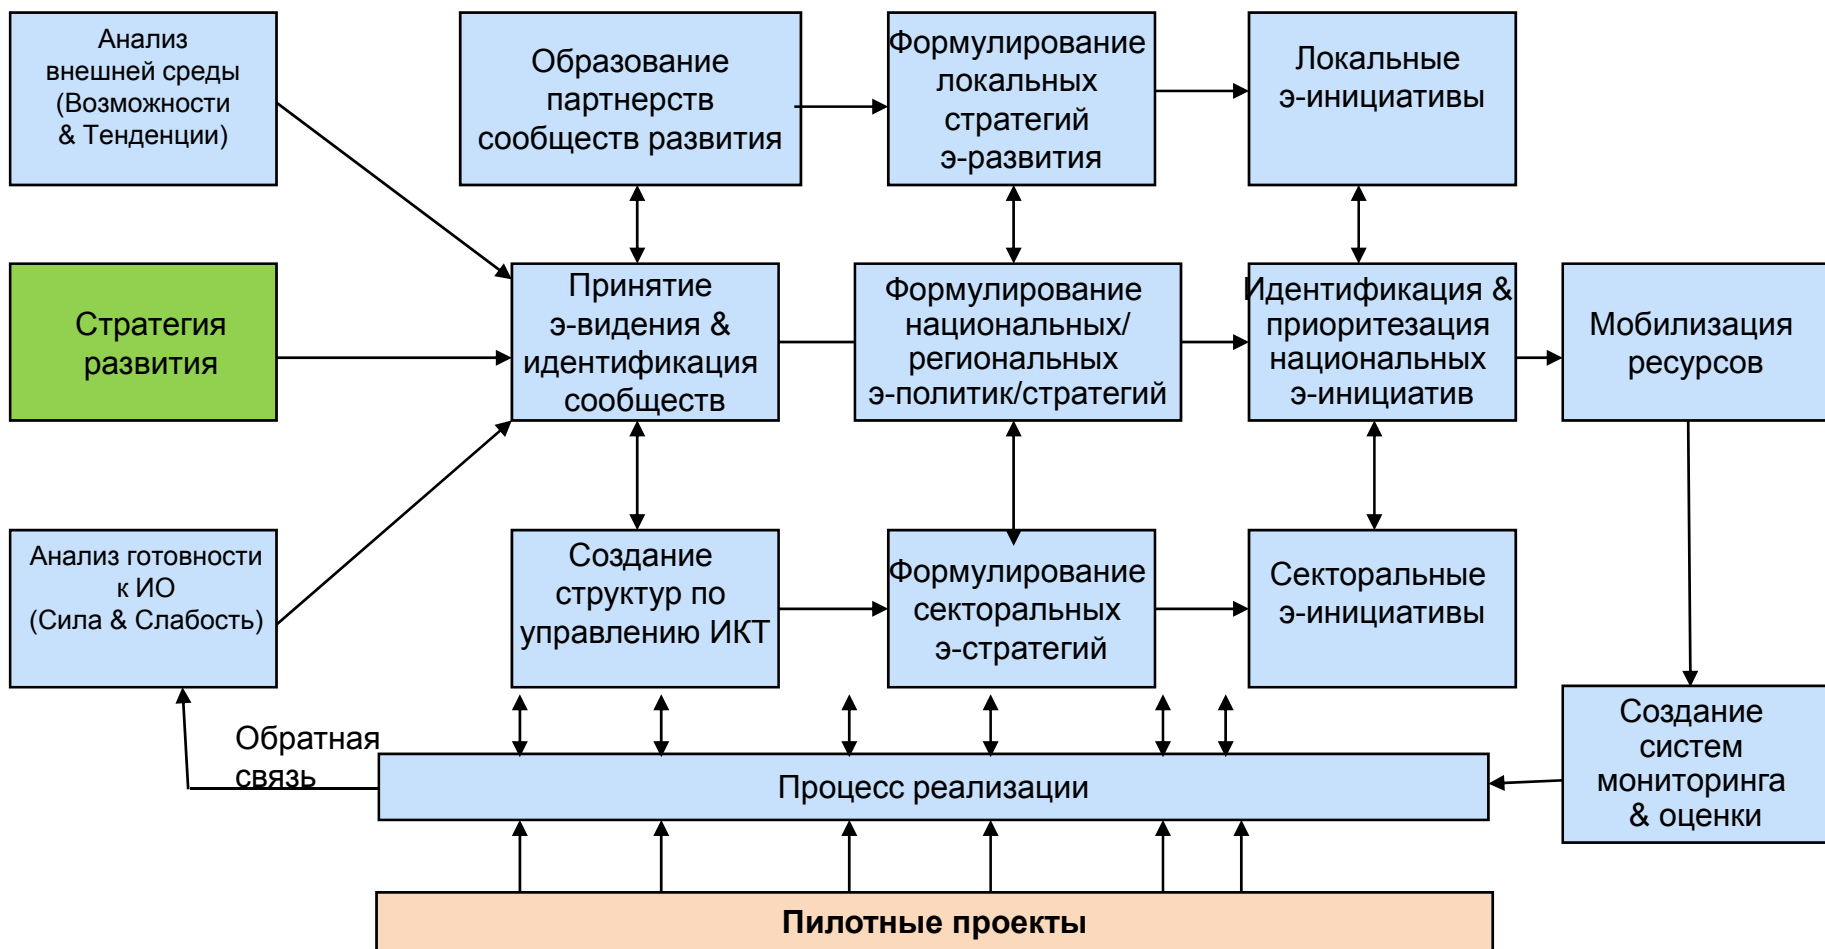 Анализ
внешней среды
(Возможности
& Тенденции)
Образование
партнерств
сообществ развития
Формулирование
локальных
стратегий
э-развития
Локальные
э-инициативы
Стратегия
развития
Принятие
э-видения &
идентификация
сообществ
Формулирование
национальных/
региональных
э-политик/стратегий
Идентификация &
приоритезация
национальных
э-инициатив
Мобилизация
ресурсов
Анализ готовности
к ИО
(Сила & Слабость)
Создание
структур по
управлению ИКТ
Формулирование
секторальных
э-стратегий
Секторальные
э-инициативы
Обратная
связь
Процесс реализации
Создание
систем
мониторинга
& оценки
Пилотные проекты